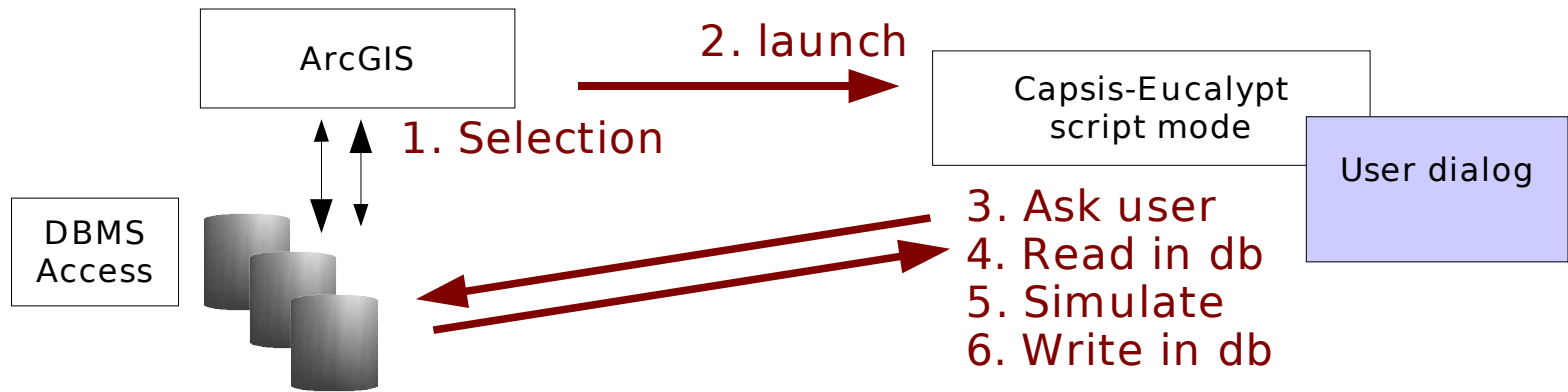 ArcGIS
2. launch
Capsis-Eucalypt
script mode
User dialog
1. Selection
DBMS
Access
3. Ask user
4. Read in db
5. Simulate
6. Write in db